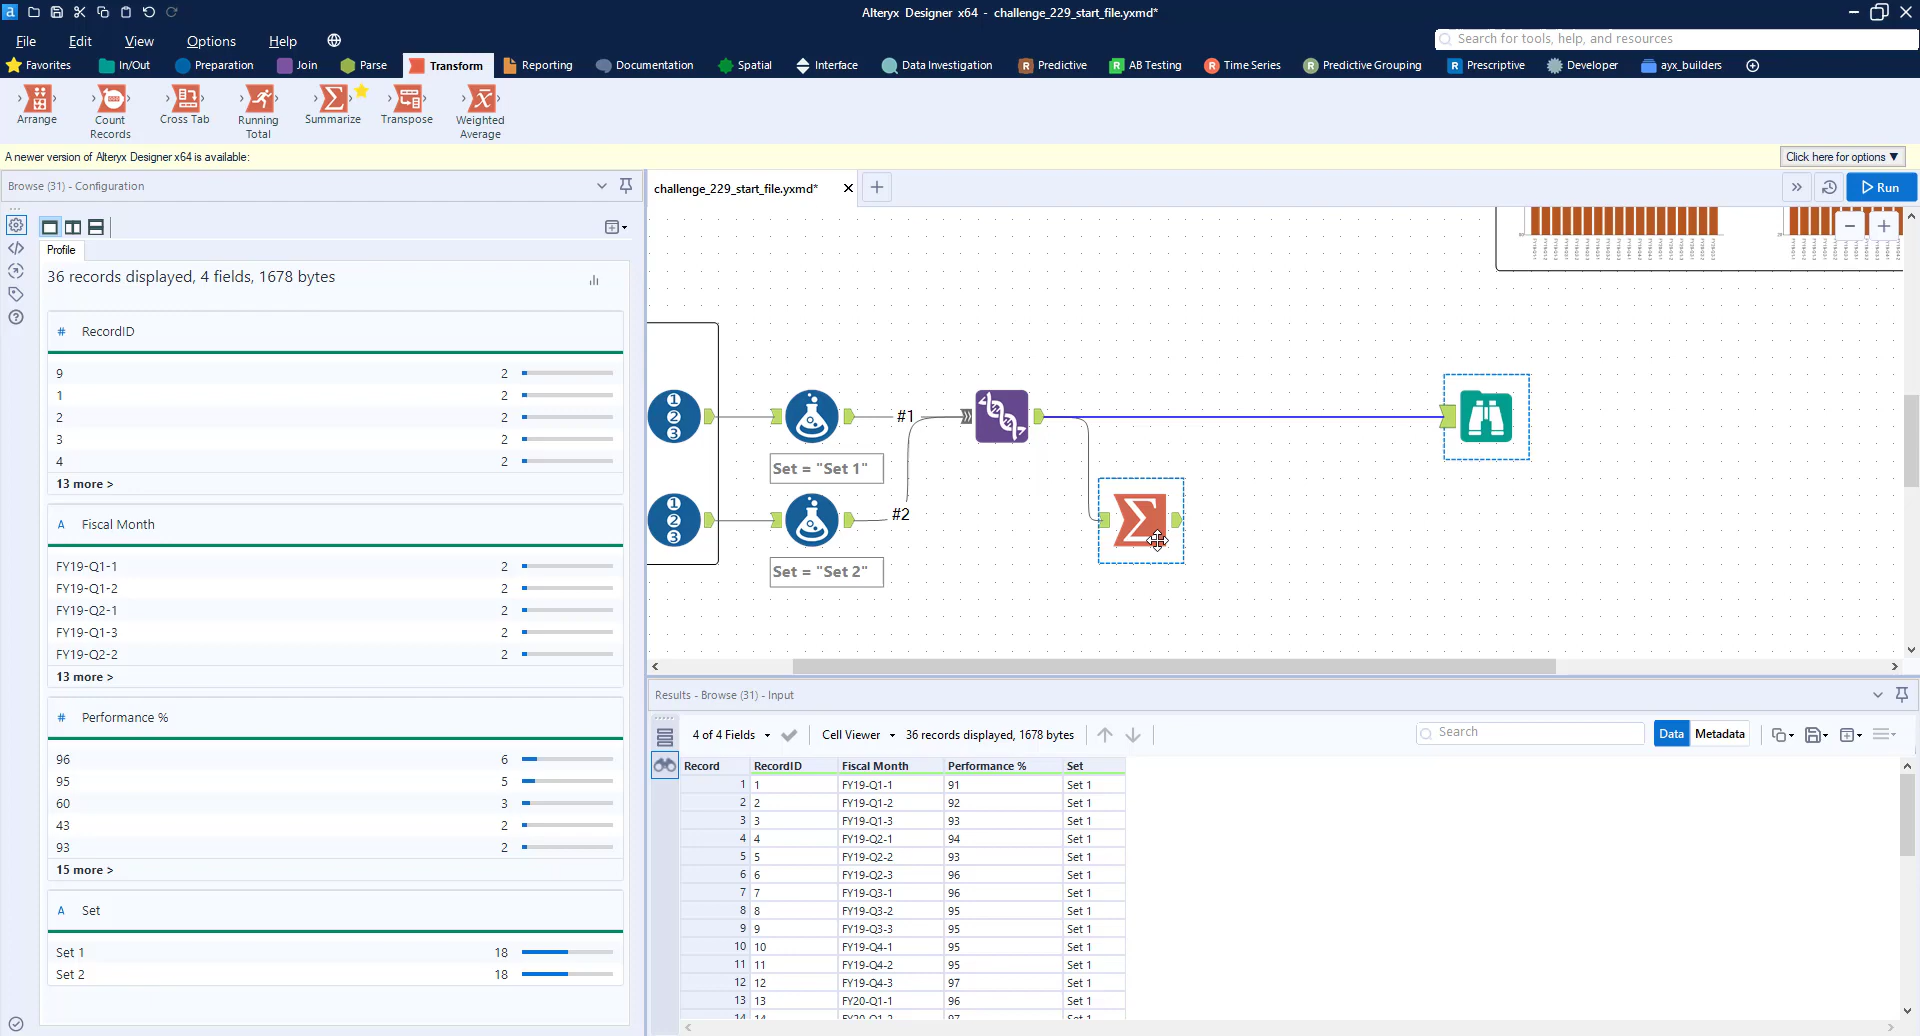 Alteryx Designer x64 - challenge_229_start_file.yxmd*
File Edit View Options Help
Search for tools, help, and resources
Favorites In/Out Preparation Join Parse Transform Reporting Documentation Spatial Interface Data Investigation Predictive AB Testing Time Series Predictive Grouping Prescriptive Developer ayx_builders
Arrange Count Records Cross Tab Running Total Summarize Transpose Weighted Average
A newer version of Alteryx Designer x64 is available:
Click here for options ▼
Browse (31) - Configuration
Profile
36 records displayed, 4 fields, 1678 bytes
# RecordID
9 2
1 2
2 2
3 2
4 2
13 more >
A Fiscal Month
FY19-Q1-1 2
FY19-Q1-2 2
FY19-Q2-1 2
FY19-Q1-3 2
FY19-Q2-2 2
13 more >
# Performance %
96 6
95 5
60 3
43 2
93 2
15 more >
A Set
Set 1 18
Set 2 18
challenge_229_start_file.yxmd*
Run
1
2
3
#1
Set = "Set 1"
1
2
3
#2
Set = "Set 2"
Results - Browse (31) - Input
4 of 4 Fields Cell Viewer 36 records displayed, 1678 bytes Search Data Metadata
Record RecordID Fiscal Month Performance % Set
1 1 FY19-Q1-1 91 Set 1
2 2 FY19-Q1-2 92 Set 1
3 3 FY19-Q1-3 93 Set 1
4 4 FY19-Q2-1 94 Set 1
5 5 FY19-Q2-2 93 Set 1
6 6 FY19-Q2-3 96 Set 1
7 7 FY19-Q3-1 96 Set 1
8 8 FY19-Q3-2 95 Set 1
9 9 FY19-Q3-3 95 Set 1
10 10 FY19-Q4-1 95 Set 1
11 11 FY19-Q4-2 95 Set 1
12 12 FY19-Q4-3 97 Set 1
13 13 FY20-Q1-1 96 Set 1
14 14 FY20-Q1-2 97 Set 1